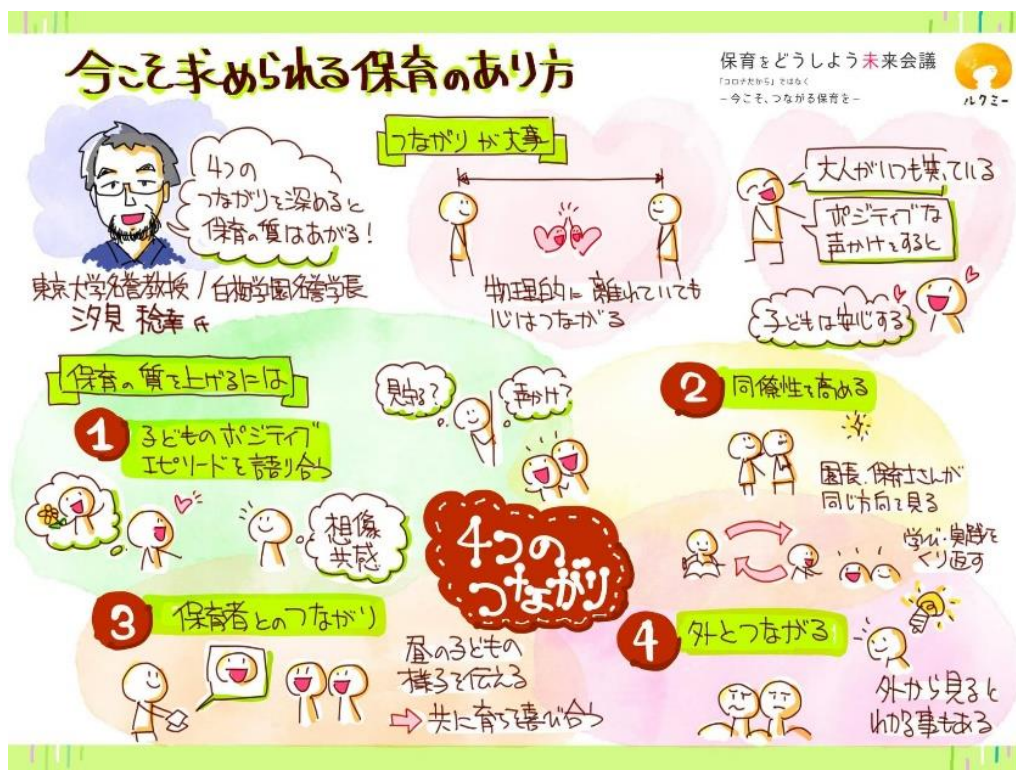 今こそ求められる保育のあり方
保育をどうしよう未来会議
「コロナだから」ではなく
－今こそ、つながる保育を－
ルクミー
4つの
つながりを深めると
保育の質はあがる!
東京大学名誉教授/白梅学園名誉学長
汐見 稔幸 氏
つながりが大事
物理的に離れていても
心はつながる
大人がいつも笑っている
ポジティブな
声かけをすると
子どもは安心する
保育の質を上げるには
1
子どものポジティブ
エピソードを語り合う
想像
共感
見守る?
声かけ?
2
同僚性を高める
園長、保育士さんが
同じ方向を見る
学び・実践を
くり返す
4つの
つながり
3
保育者とのつながり
昼の子どもの
様子を伝える
⇨共に育ちを喜び合う
4
外とつながる
外から見ると
わかる事もある